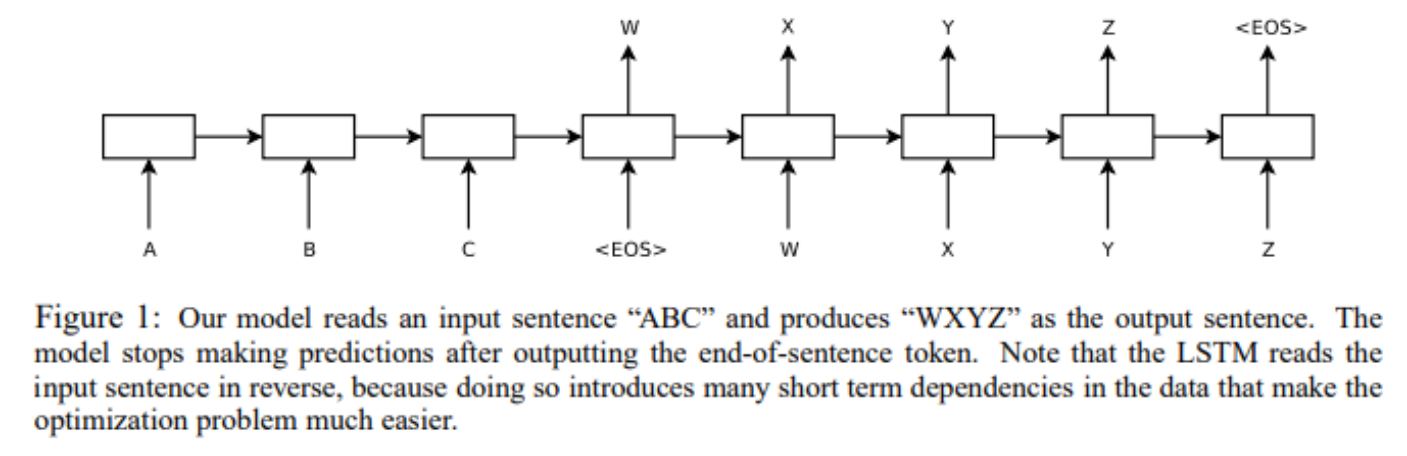 W X Y Z <EOS>
A B C <EOS> W X Y Z
Figure 1: Our model reads an input sentence “ABC” and produces “WXYZ” as the output sentence. The
model stops making predictions after outputting the end-of-sentence token. Note that the LSTM reads the
input sentence in reverse, because doing so introduces many short term dependencies in the data that make the
optimization problem much easier.